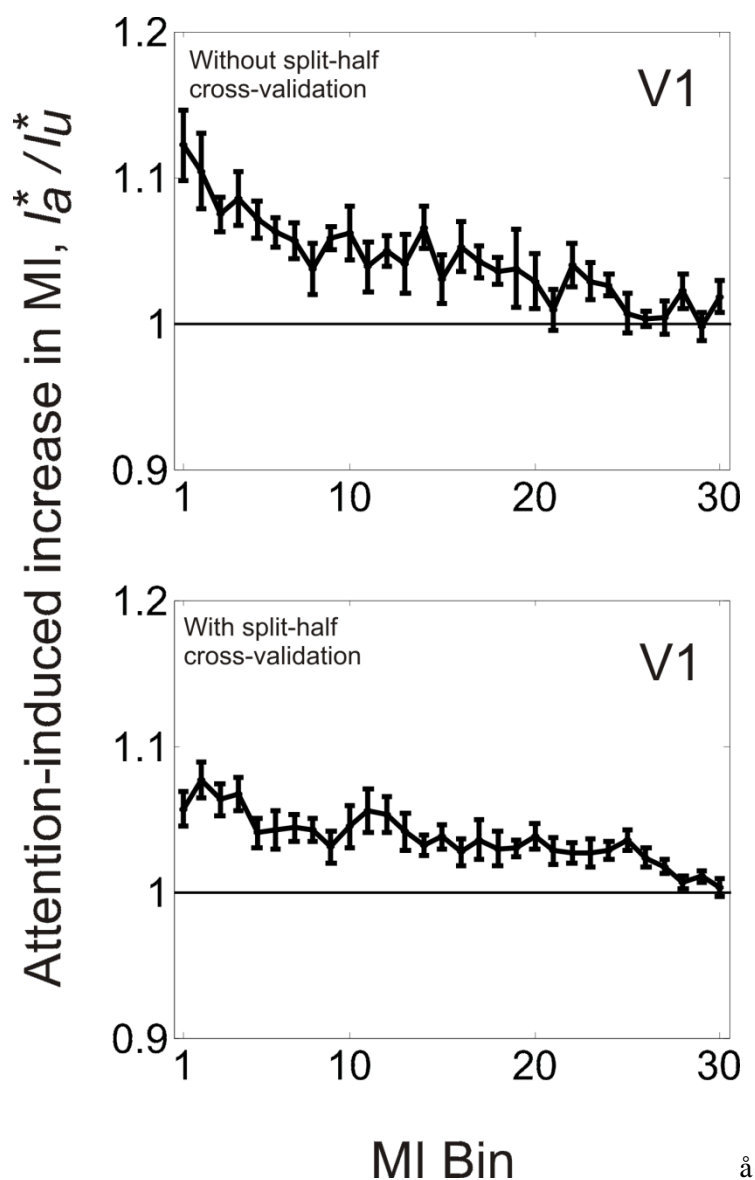 Attention-induced increase in MI, I*a / I*u
1.2
Without split-half
cross-validation
V1
1.1
1
0.9
1
10
20
30
1.2
With split-half
cross-validation
V1
1.1
1
0.9
1
10
20
30
MI Bin
å